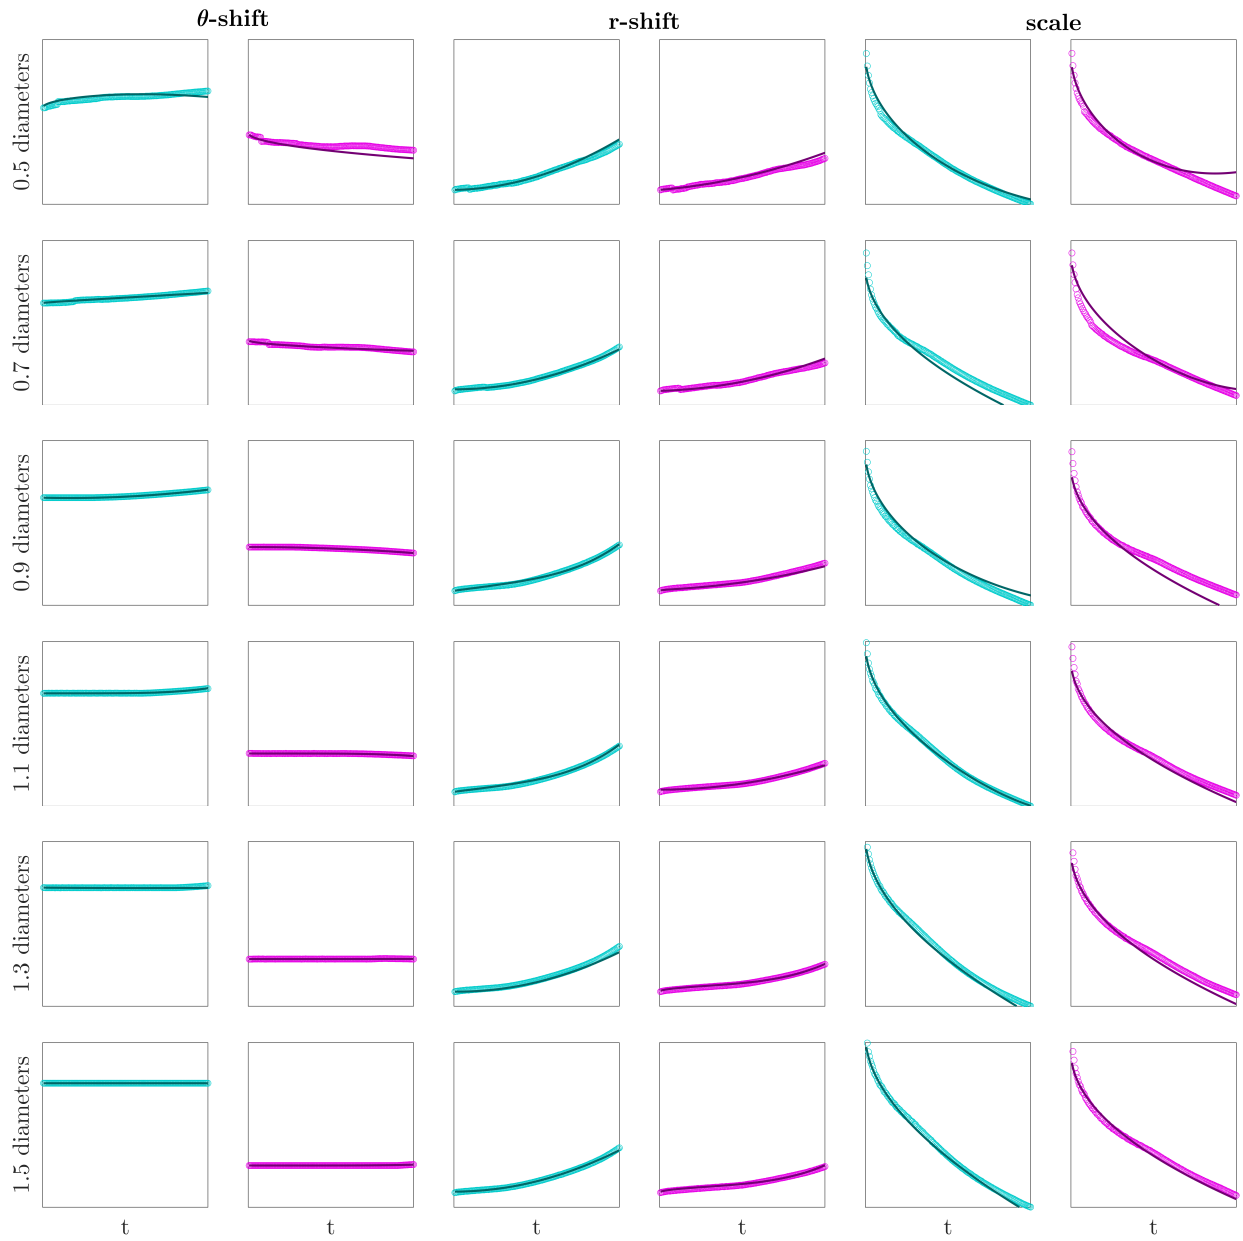 θ-shift r-shift scale
0.5 diameters
0.7 diameters
0.9 diameters
1.1 diameters
1.3 diameters
1.5 diameters
t t t t t t